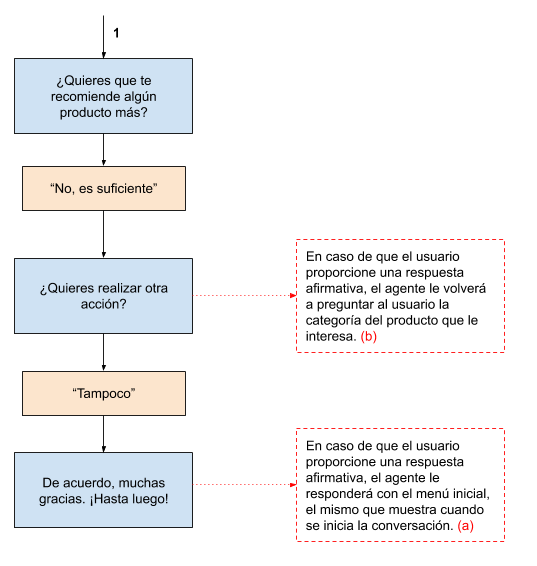 1
¿Quieres que te
recomiende algún
producto más?
“No, es suficiente”
¿Quieres realizar otra
acción?
En caso de que el usuario
proporcione una respuesta
afirmativa, el agente le volverá
a preguntar al usuario la
categoría del producto que le
interesa. (b)
“Tampoco”
De acuerdo, muchas
gracias. ¡Hasta luego!
En caso de que el usuario
proporcione una respuesta
afirmativa, el agente le
responderá con el menú inicial,
el mismo que muestra cuando
se inicia la conversación. (a)